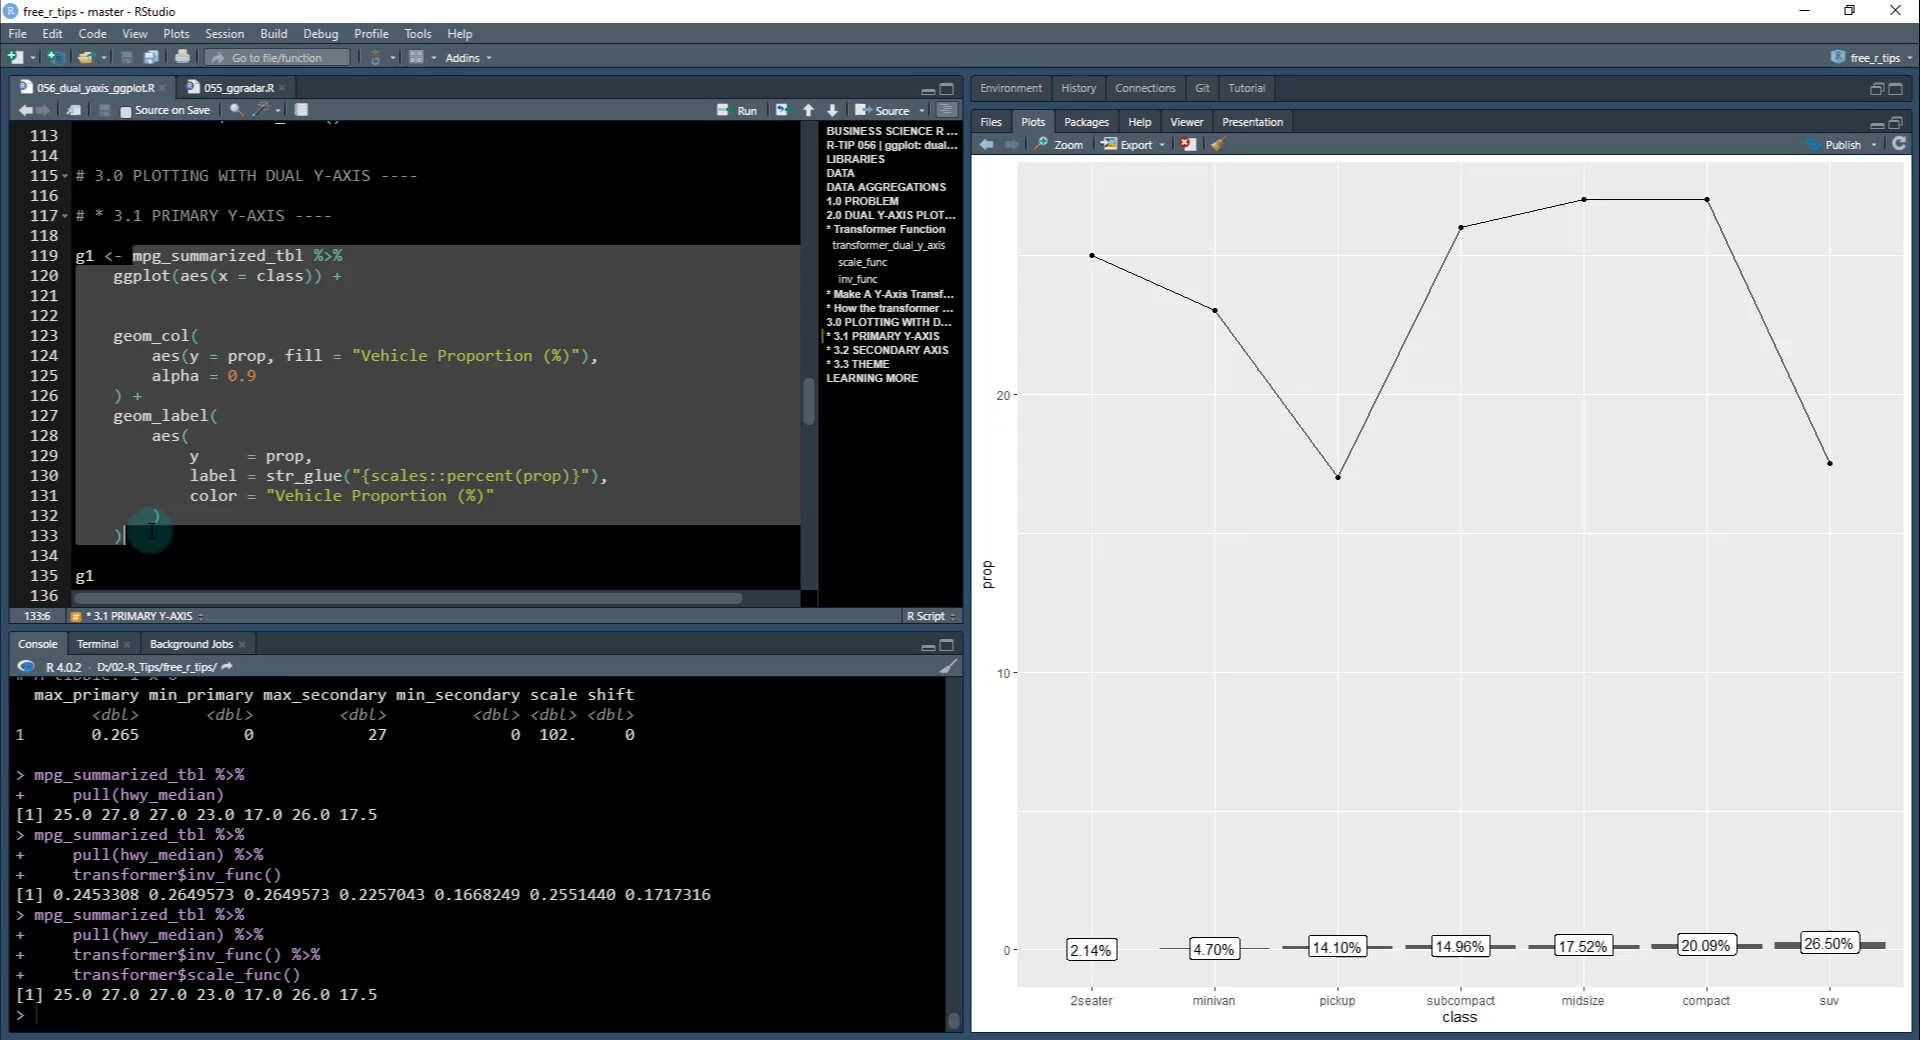 free_r_tips - master - RStudio
File Edit Code View Plots Session Build Debug Profile Tools Help
Go to file/function Addins free_r_tips
056_dual_yaxis_ggplot.R 055_ggradar.R
Source on Save Run Source
113
114
115 # 3.0 PLOTTING WITH DUAL Y-AXIS ----
116
117 # * 3.1 PRIMARY Y-AXIS ----
118
119 g1 <- mpg_summarized_tbl %>%
120 ggplot(aes(x = class)) +
121
122
123 geom_col(
124 aes(y = prop, fill = "Vehicle Proportion (%)"),
125 alpha = 0.9
126 ) +
127 geom_label(
128 aes(
129 y = prop,
130 label = str_glue("{scales::percent(prop)}"),
131 color = "Vehicle Proportion (%)"
132 )
133 )
134
135 g1
136
BUSINESS SCIENCE R ...
R-TIP 056 | ggplot: dual...
LIBRARIES
DATA
DATA AGGREGATIONS
1.0 PROBLEM
2.0 DUAL Y-AXIS PLOT...
* Transformer Function
transformer_dual_y_axis
scale_func
inv_func
* Make A Y-Axis Transf...
* How the transformer ...
3.0 PLOTTING WITH D...
* 3.1 PRIMARY Y-AXIS
* 3.2 SECONDARY AXIS
* 3.3 THEME
LEARNING MORE
133:6 # * 3.1 PRIMARY Y-AXIS R Script
Console Terminal Background Jobs
R 4.0.2 · D:/02-R_Tips/free_r_tips/
max_primary min_primary max_secondary min_secondary scale shift
<dbl> <dbl> <dbl> <dbl> <dbl> <dbl>
1 0.265 0 27 0 102. 0
> mpg_summarized_tbl %>%
+ pull(hwy_median)
[1] 25.0 27.0 27.0 23.0 17.0 26.0 17.5
> mpg_summarized_tbl %>%
+ pull(hwy_median) %>%
+ transformer$inv_func()
[1] 0.2453308 0.2649573 0.2649573 0.2257043 0.1668249 0.2551440 0.1717316
> mpg_summarized_tbl %>%
+ pull(hwy_median) %>%
+ transformer$inv_func() %>%
+ transformer$scale_func()
[1] 25.0 27.0 27.0 23.0 17.0 26.0 17.5
>
Environment History Connections Git Tutorial
Files Plots Packages Help Viewer Presentation
Zoom Export Publish
20
10
0
prop
2.14% 4.70% 14.10% 14.96% 17.52% 20.09% 26.50%
2seater minivan pickup subcompact midsize compact suv
class